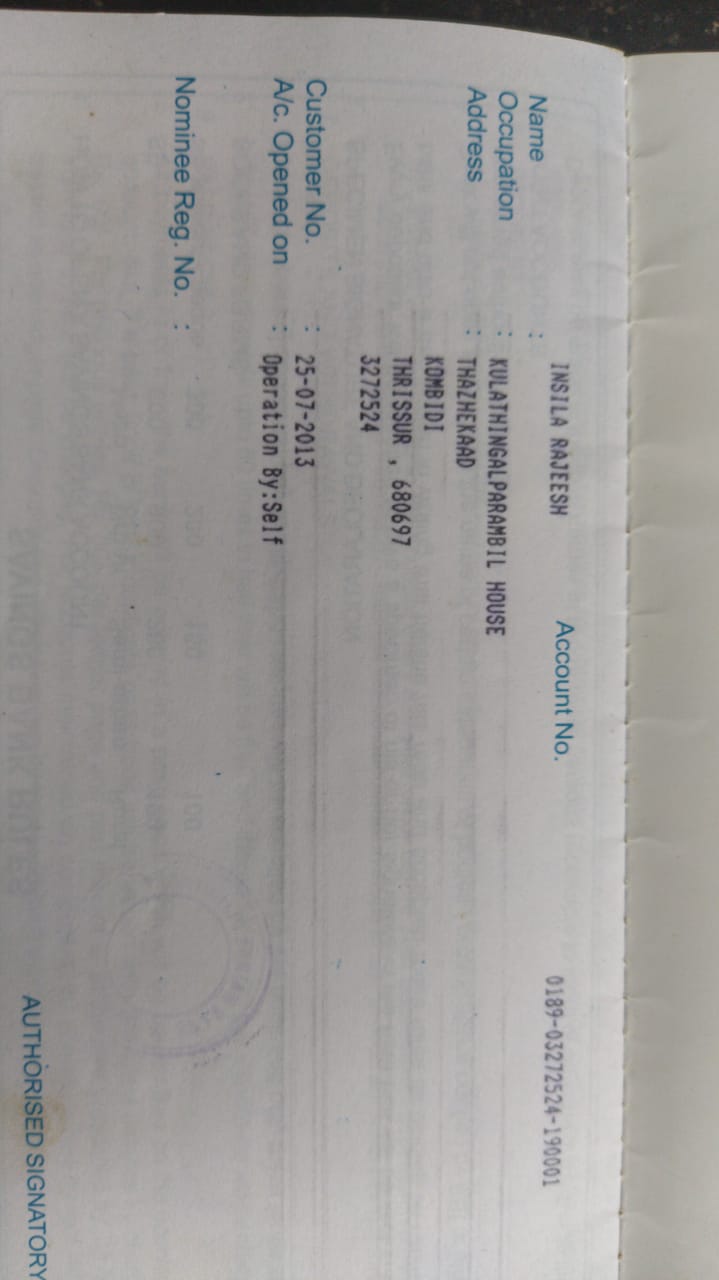 Name : INSILA RAJEESH Account No. 0189-03272524-190001
Occupation : KULATHINGALPARAMBIL HOUSE
Address : THAZHEKAAD
KOMBIDI
THRISSUR , 680697
3272524
Customer No. : 25-07-2013
A/c. Opened on : Operation By:Self
Nominee Reg. No. :
AUTHORISED SIGNATORY